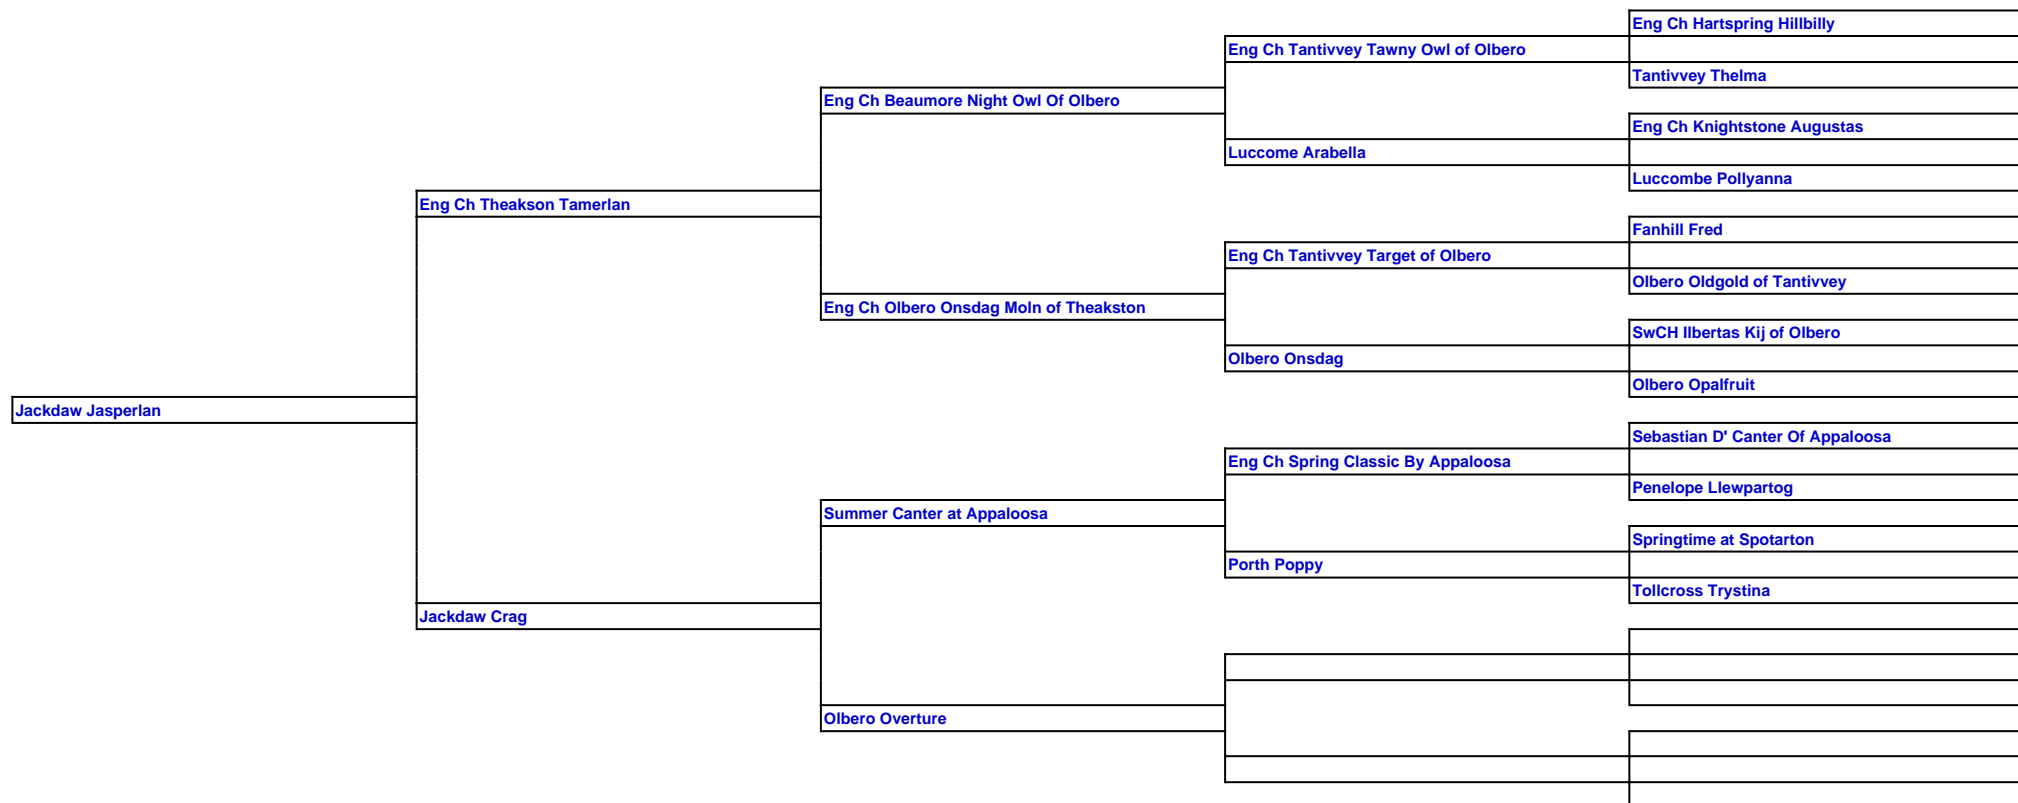 Eng Ch Hartspring Hillbilly
Eng Ch Tantivvey Tawny Owl of Olbero
Tantivvey Thelma
Eng Ch Beaumore Night Owl Of Olbero
Eng Ch Knightstone Augustas
Luccome Arabella
Luccombe Pollyanna
Eng Ch Theakson Tamerlan
Fanhill Fred
Eng Ch Tantivvey Target of Olbero
Olbero Oldgold of Tantivvey
Eng Ch Olbero Onsdag Moln of Theakston
SwCH Ilbertas Kij of Olbero
Olbero Onsdag
Olbero Opalfruit
Jackdaw Jasperlan
Sebastian D' Canter Of Appaloosa
Eng Ch Spring Classic By Appaloosa
Penelope Llewpartog
Summer Canter at Appaloosa
Springtime at Spotarton
Porth Poppy
Tollcross Trystina
Jackdaw Crag
Olbero Overture